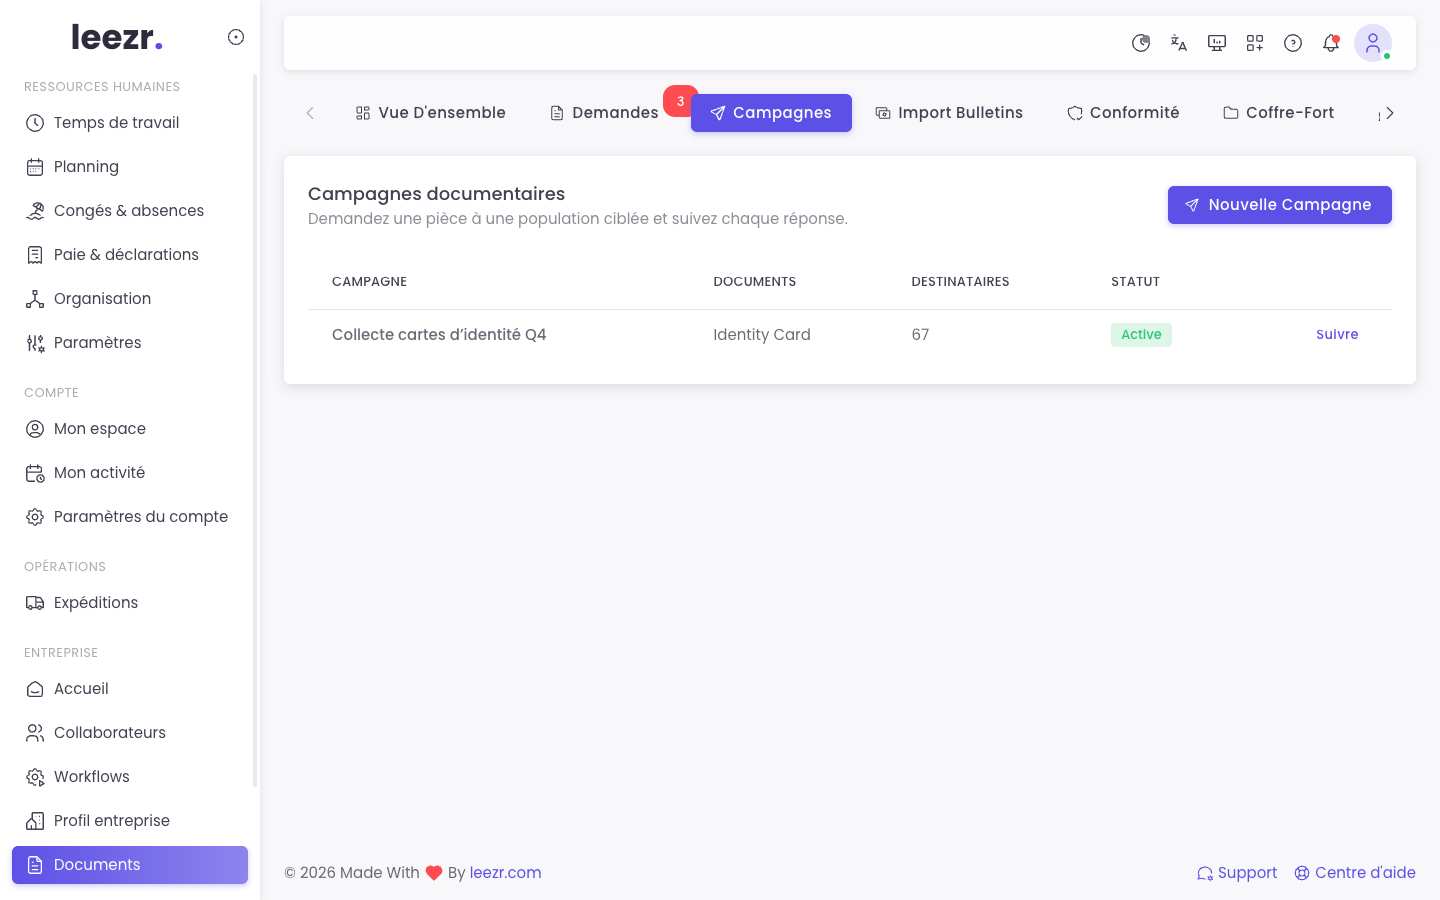 leezr.
RESSOURCES HUMAINES
Temps de travail
Planning
Congés & absences
Paie & déclarations
Organisation
Paramètres
COMPTE
Mon espace
Mon activité
Paramètres du compte
OPÉRATIONS
Expéditions
ENTREPRISE
Accueil
Collaborateurs
Workflows
Profil entreprise
Documents
Vue D'ensemble
Demandes
3
Campagnes
Import Bulletins
Conformité
Coffre-Fort
Campagnes documentaires
Demandez une pièce à une population ciblée et suivez chaque réponse.
Nouvelle Campagne
CAMPAGNE DOCUMENTS DESTINATAIRES STATUT
Collecte cartes d’identité Q4 Identity Card 67 Active Suivre
© 2026 Made With By leezr.com
Support Centre d'aide